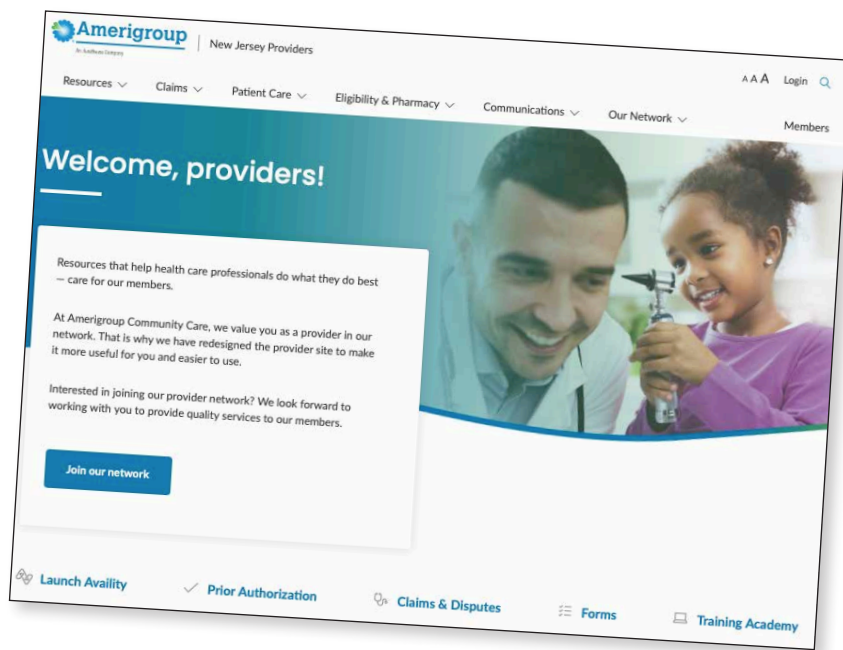 Amerigroup
An Anthem Company
New Jersey Providers
A A A Login
Resources Claims Patient Care Eligibility & Pharmacy Communications Our Network Members
Welcome, providers!
Resources that help health care professionals do what they do best
— care for our members.
At Amerigroup Community Care, we value you as a provider in our
network. That is why we have redesigned the provider site to make
it more useful for you and easier to use.
Interested in joining our provider network? We look forward to
working with you to provide quality services to our members.
Join our network
Launch Availity Prior Authorization Claims & Disputes Forms Training Academy